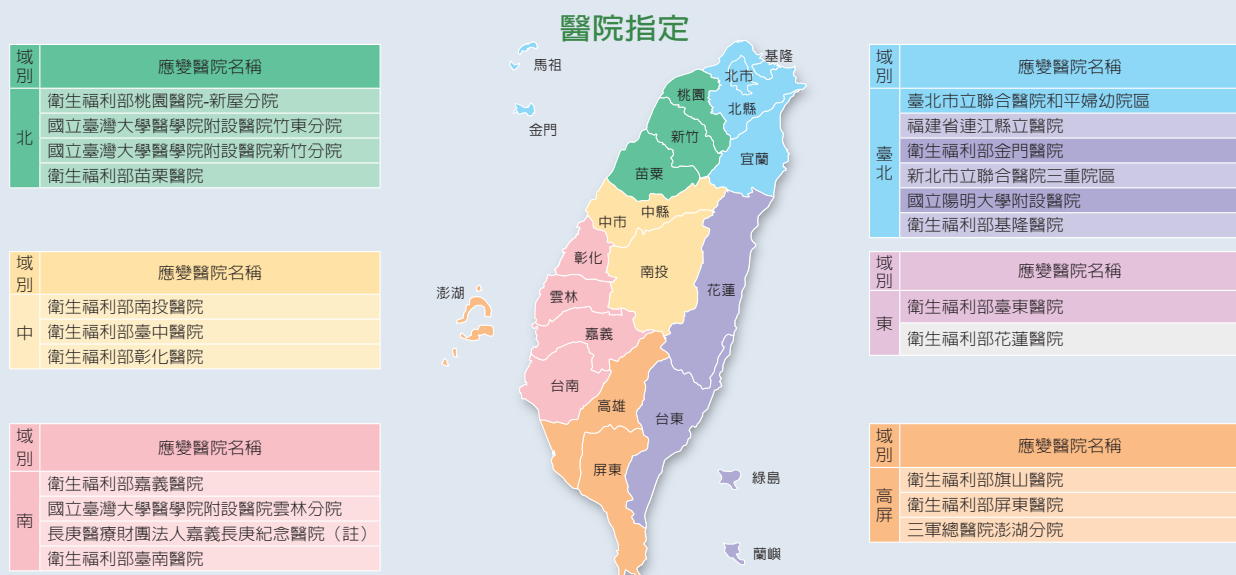 醫院指定
域別
應變醫院名稱
北
衛生福利部桃園醫院-新屋分院
國立臺灣大學醫學院附設醫院竹東分院
國立臺灣大學醫學院附設醫院新竹分院
衛生福利部苗栗醫院
域別
應變醫院名稱
中
衛生福利部南投醫院
衛生福利部臺中醫院
衛生福利部彰化醫院
域別
應變醫院名稱
南
衛生福利部嘉義醫院
國立臺灣大學醫學院附設醫院雲林分院
長庚醫療財團法人嘉義長庚紀念醫院（註）
衛生福利部臺南醫院
馬祖
金門
澎湖
基隆
北市
桃園
北縣
新竹
宜蘭
苗粟
中縣
中市
彰化
南投
花蓮
雲林
嘉義
台南
高雄
台東
屏東
綠島
蘭嶼
域別
應變醫院名稱
臺北
臺北市立聯合醫院和平婦幼院區
福建省連江縣立醫院
衛生福利部金門醫院
新北市立聯合醫院三重院區
國立陽明大學附設醫院
衛生福利部基隆醫院
域別
應變醫院名稱
東
衛生福利部臺東醫院
衛生福利部花蓮醫院
域別
應變醫院名稱
高屏
衛生福利部旗山醫院
衛生福利部屏東醫院
三軍總醫院澎湖分院